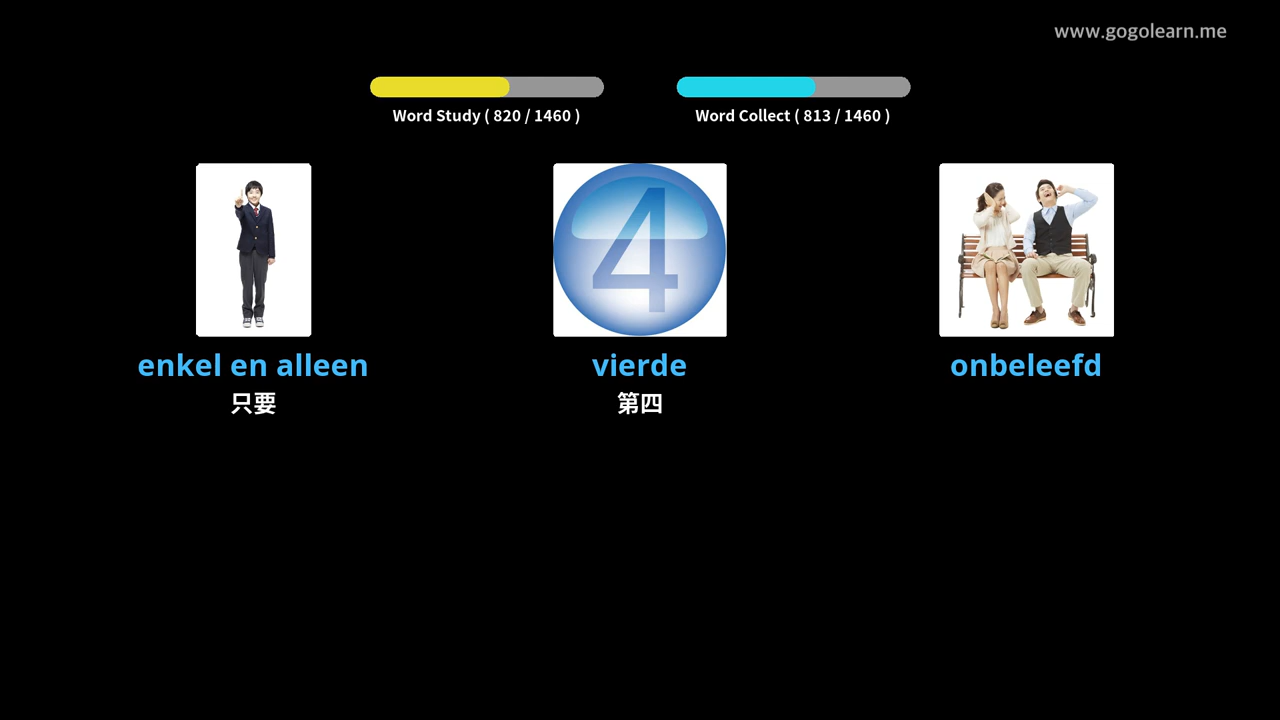 www.gogolearn.me
Word Study ( 820 / 1460 )
Word Collect ( 813 / 1460 )
4
enkel en alleen
vierde
onbeleefd
只要
第四